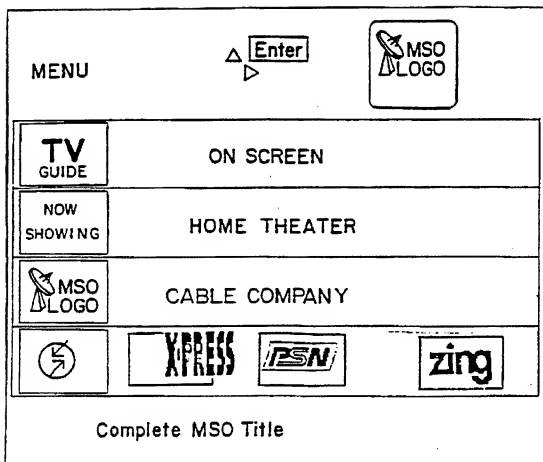 MENU
Enter
MSO
LOGO
TV
GUIDE
ON SCREEN
NOW
SHOWING
HOME THEATER
MSO
LOGO
CABLE COMPANY
X·PRESS
PSN
zing
Complete MSO Title